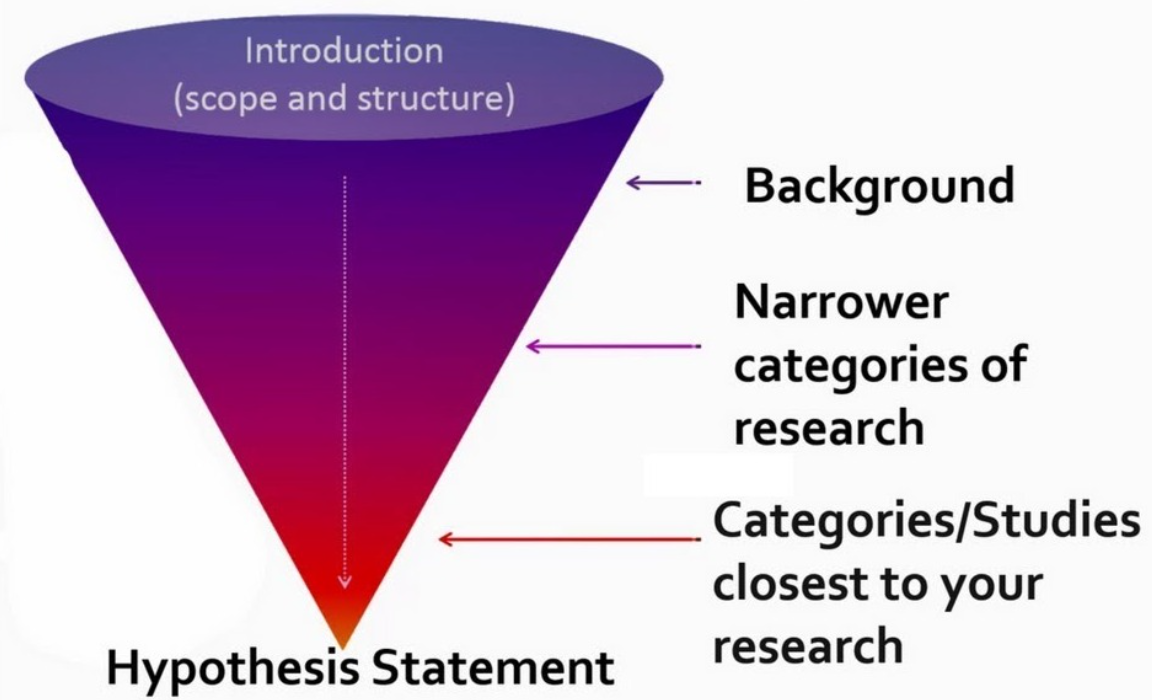 Introduction
(scope and structure)
Background
Narrower
categories of
research
Categories/Studies
closest to your
research
Hypothesis Statement